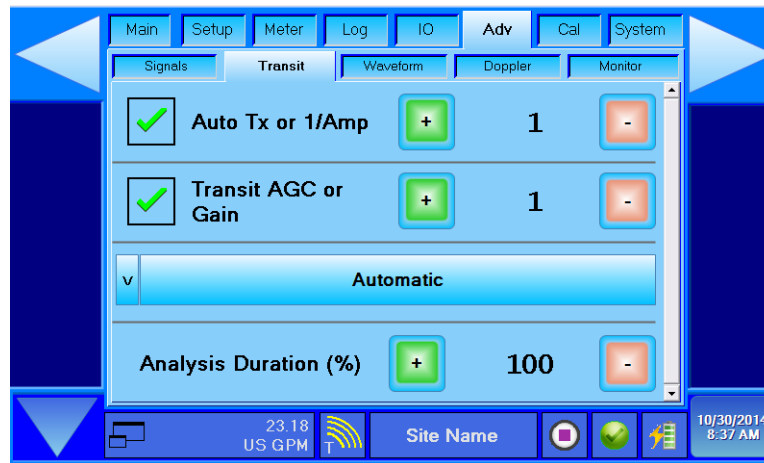 Main Setup Meter Log IO Adv Cal System
Signals Transit Waveform Doppler Monitor
Auto Tx or 1/Amp + 1 -
Transit AGC or
Gain + 1 -
v Automatic
Analysis Duration (%) + 100 -
23.18
US GPM
T
Site Name
10/30/2014
8:37 AM